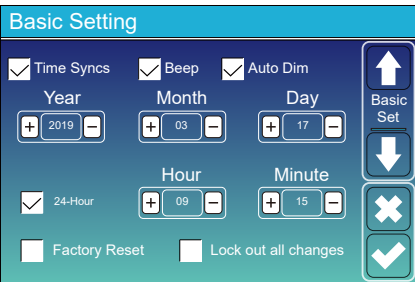 Basic Setting
Time Syncs Beep Auto Dim
Year Month Day
Basic Set
+ 2019 − + 03 − + 17 −
Hour Minute
24-Hour + 09 − + 15 −
Factory Reset Lock out all changes